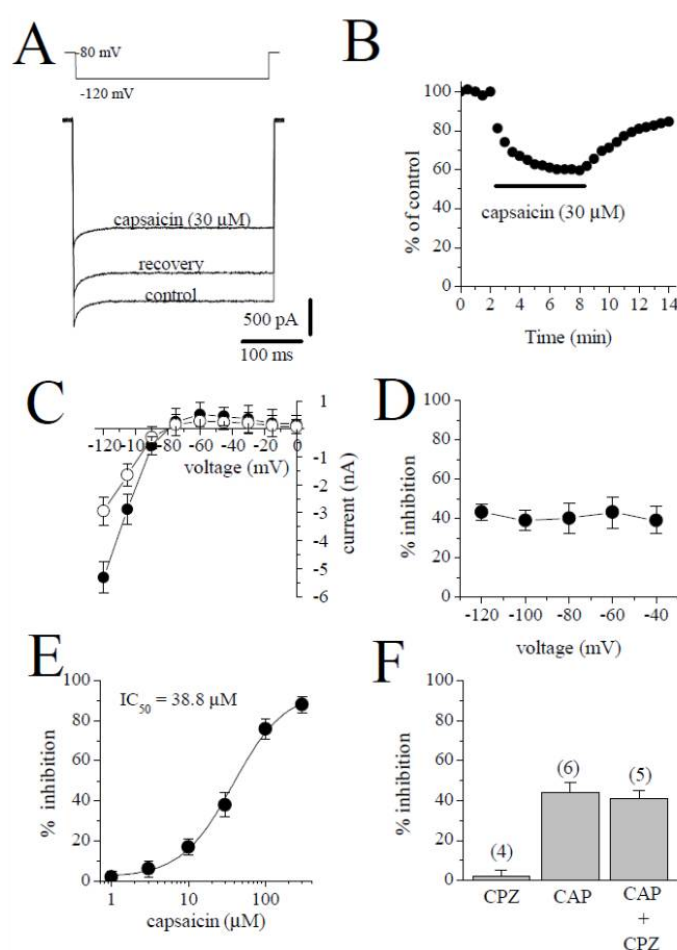 A
-80 mV
-120 mV
capsaicin (30 µM)
recovery
control
500 pA
100 ms
B
100
80
60
40
20
0
% of control
capsaicin (30 µM)
0 2 4 6 8 10 12 14
Time (min)
C
1
-120 -100 -80 -60 -40 -20 0
voltage (mV)
-1
-2
-3
-4
-5
-6
current (nA)
D
100
80
60
40
20
0
% inhibition
-120 -100 -80 -60 -40
voltage (mV)
E
100
80
60
40
20
0
% inhibition
IC50 = 38.8 µM
1 10 100
capsaicin (µM)
F
100
80
60
40
20
0
% inhibition
(4)
(6)
(5)
CPZ CAP CAP
+
CPZ